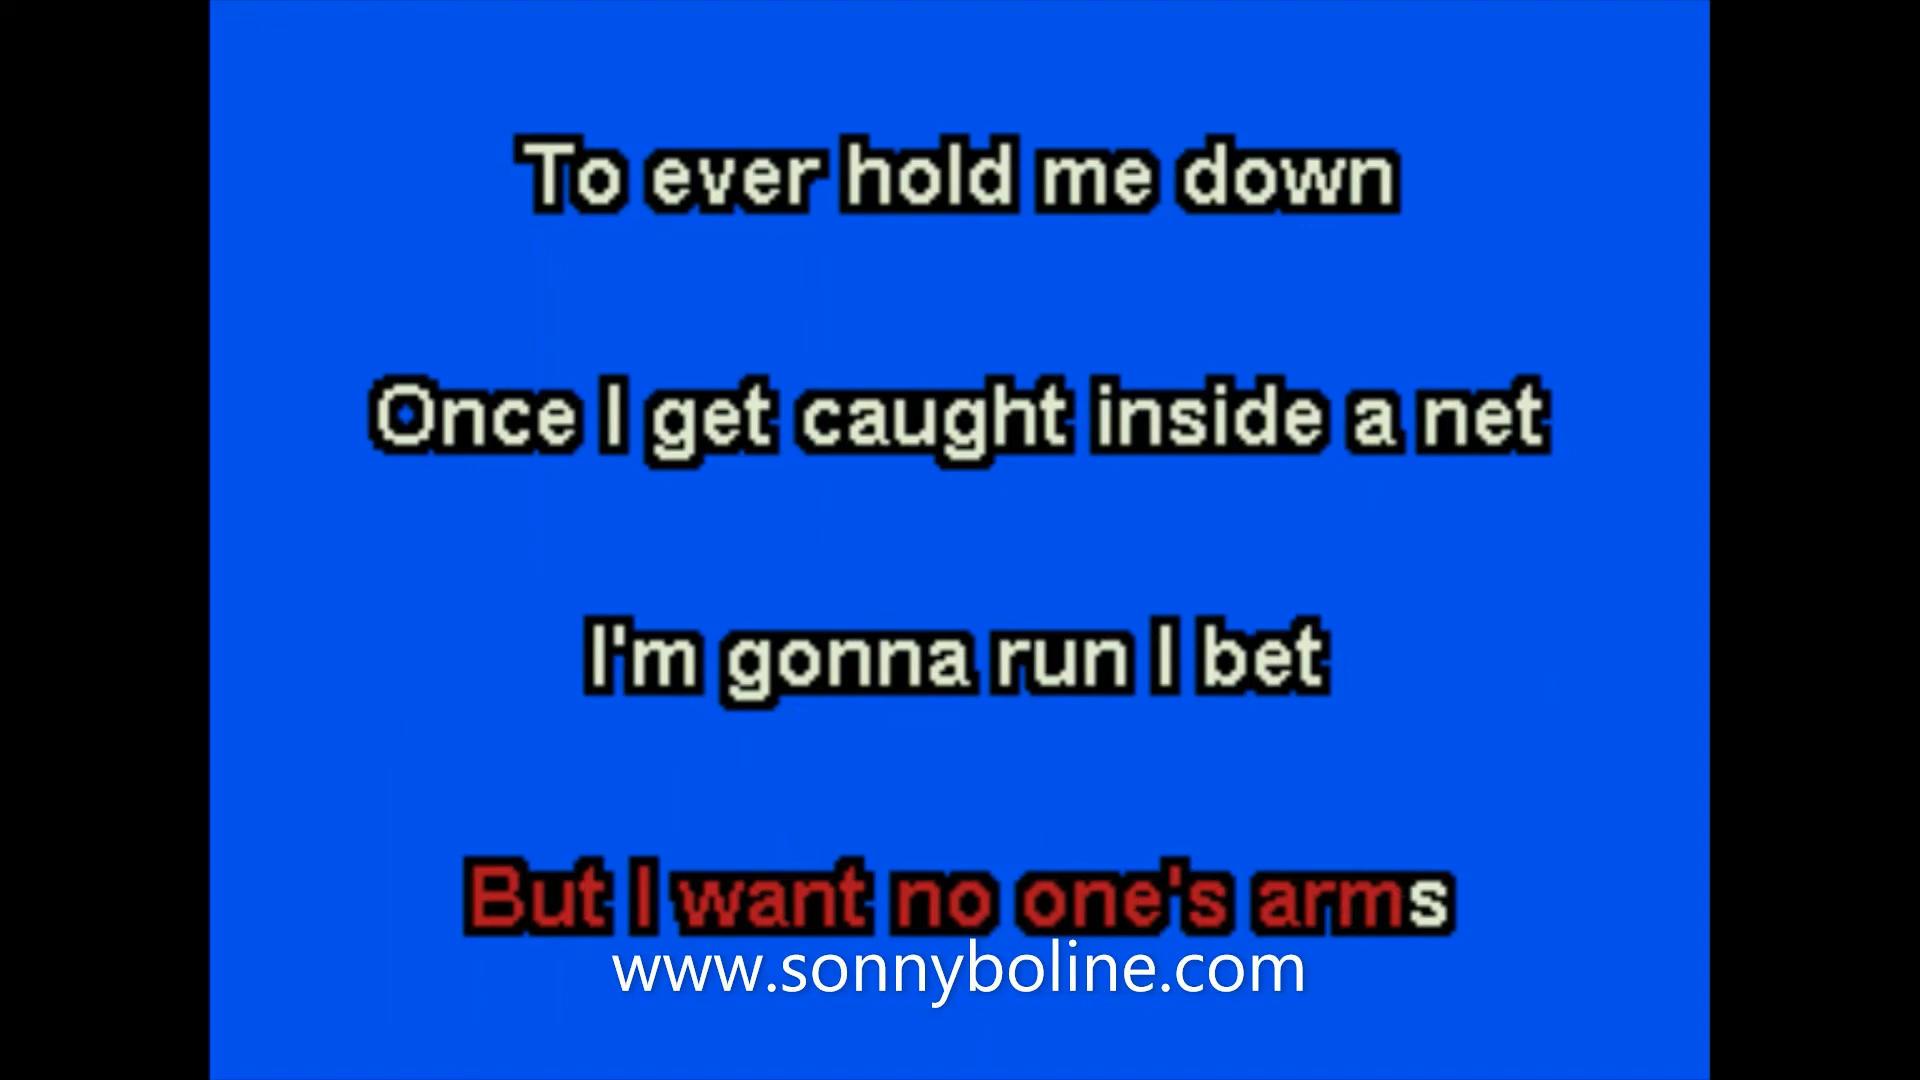 To ever hold me down
Once I get caught inside a net
I'm gonna run I bet
But I want no one's arms
www.sonnyboline.com